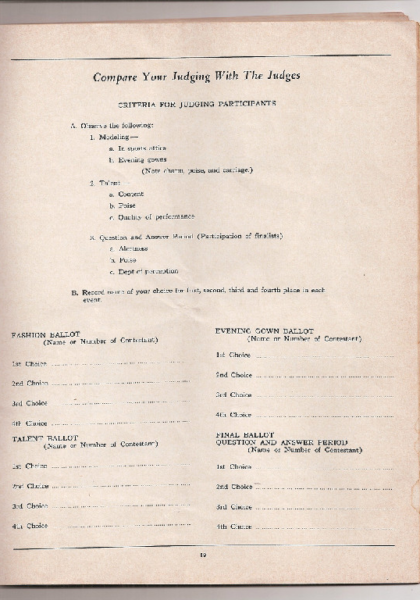 Compare Your Judging With The Judges
CRITERIA FOR JUDGING PARTICIPANTS
A. Observe the following:
1. Modeling—
a. In sports attire
b. Evening gowns
(Note charm, poise, and carriage.)
2. Talent
a. Content
b. Poise
c. Quality of performance
3. Question and Answer Period (Participation of finalists)
a. Alertness
b. Poise
c. Dept of perception
B. Record name of your choice for first, second, third and fourth place in each
event.
FASHION BALLOT
(Name or Number of Contestant)
1st Choice
2nd Choice
3rd Choice
4th Choice
EVENING GOWN BALLOT
(Name or Number of Contestant)
1st Choice
2nd Choice
3rd Choice
4th Choice
TALENT BALLOT
(Name or Number of Contestant)
1st Choice
2nd Choice
3rd Choice
4th Choice
FINAL BALLOT
QUESTION AND ANSWER PERIOD
(Name or Number of Contestant)
1st Choice
2nd Choice
3rd Choice
4th Choice